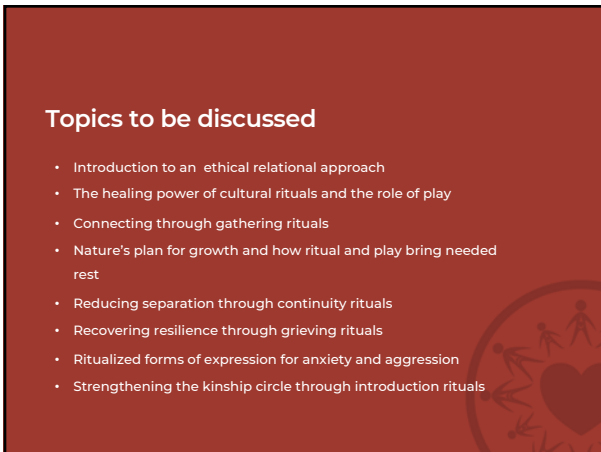 Topics to be discussed
• Introduction to an  ethical relational approach
• The healing power of cultural rituals and the role of play
• Connecting through gathering rituals
• Nature’s plan for growth and how ritual and play bring needed
rest
• Reducing separation through continuity rituals
• Recovering resilience through grieving rituals
• Ritualized forms of expression for anxiety and aggression
• Strengthening the kinship circle through introduction rituals